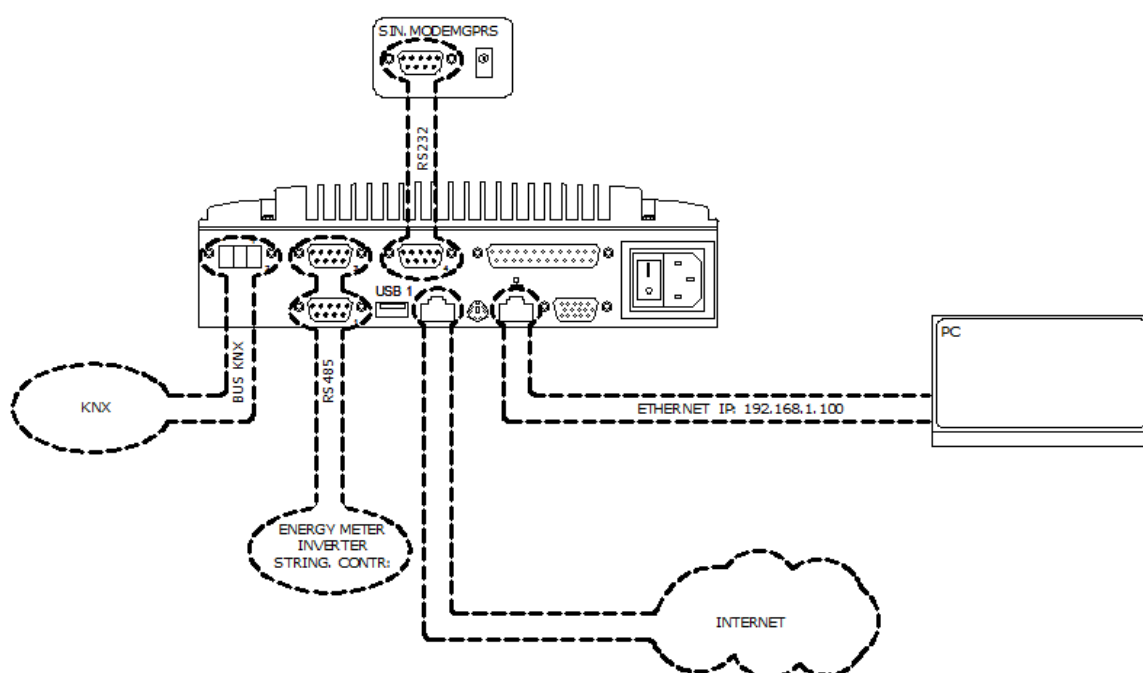 SIN. MODEMGPRS
RS232
USB 1
PC
BUS KNX
RS485
KNX
ETHERNET IP: 192.168.1.100
ENERGY METER
INVERTER
STRING. CONTR:
INTERNET